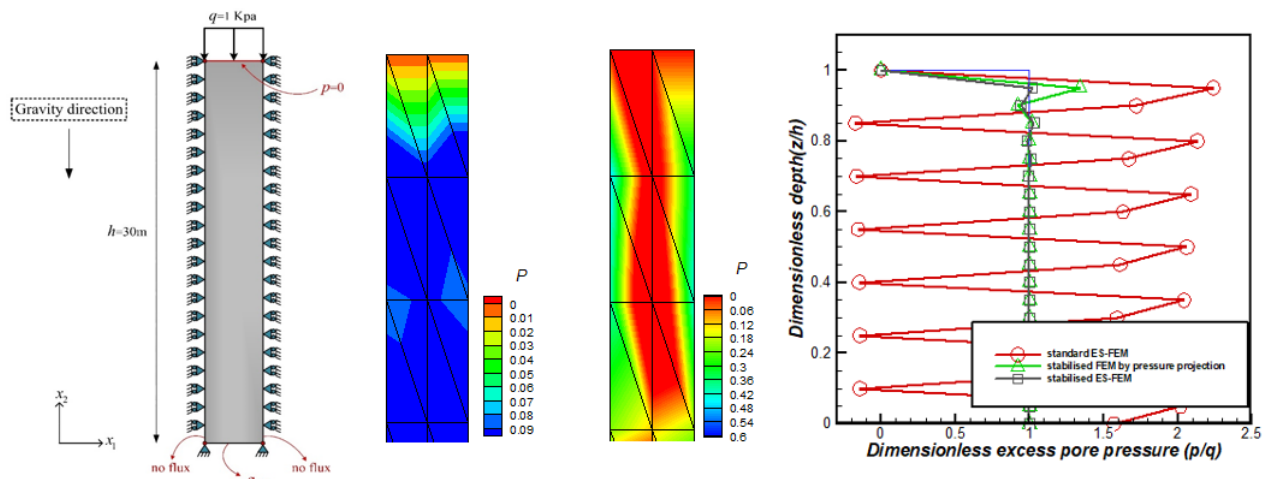 q=1 Kpa
p=0
Gravity direction
h=30m
x2
x1
no flux
no flux
P
0
0.01
0.03
0.04
0.05
0.06
0.08
0.09
0.09
P
0
0.06
0.12
0.18
0.24
0.3
0.36
0.42
0.48
0.54
0.6
Dimensionless depth(z/h)
1
0.8
0.6
0.4
0.2
0
standard ES-FEM
stabilised FEM by pressure projection
stabilised ES-FEM
0
0.5
1
1.5
2
2.5
Dimensionless excess pore pressure (p/q)